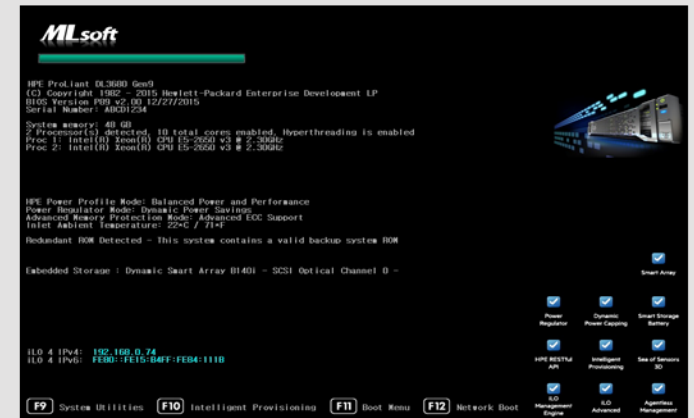 MLsoft
HPE ProLiant DL3680 Gen9
(C) Copyright 1982 - 2015 Hewlett-Packard Enterprise Development LP
BIOS Version P89 v2.00 12/27/2015
Serial Number: ABCD1234
System memory: 48 GB
2 Processor(s) detected, 10 total cores enabled, Hyperthreading is enabled
Proc 1: Intel(R) Xeon(R) CPU E5-2650 v3 @ 2.30GHz
Proc 2: Intel(R) Xeon(R) CPU E5-2650 v3 @ 2.30GHz
HPE Power Profile Mode: Balanced Power and Performance
Power Regulator Mode: Dynamic Power Savings
Advanced Memory Protection Mode: Advanced ECC Support
Inlet Ambient Temperature: 22*C / 71*F
Redundant ROM Detected - This system contains a valid backup system ROM
Embedded Storage : Dynamic Smart Array B140i - SCSI Optical Channel 0 -
Smart Array
Power Regulator
Dynamic Power Capping
Smart Storage Battery
HPE RESTful API
Intelligent Provisioning
Sea of Sensors 3D
iLO Management Engine
iLO Advanced
Agentless Management
iLO 4 IPv4: 192.168.0.74
iLO 4 IPv6: FE80::FE15:B4FF:FEB4:111B
F9 System Utilities F10 Intelligent Provisioning F11 Boot Menu F12 Network Boot